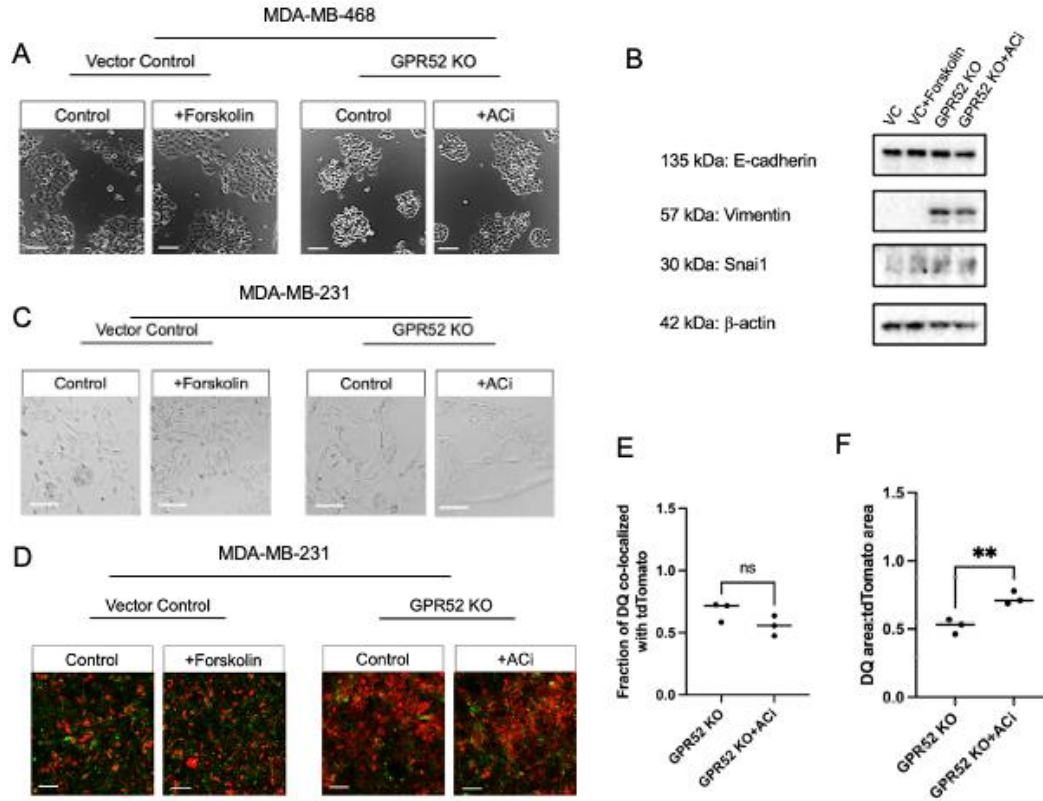 MDA-MB-468
A
Vector Control
GPR52 KO
Control
+Forskolin
Control
+ACi
B
VC
VC+Forskolin
GPR52 KO
GPR52 KO+ACi
135 kDa: E-cadherin
57 kDa: Vimentin
30 kDa: Snai1
42 kDa: β-actin
C
MDA-MB-231
Vector Control
GPR52 KO
Control
+Forskolin
Control
+ACi
D
MDA-MB-231
Vector Control
GPR52 KO
Control
+Forskolin
Control
+ACi
E
Fraction of DQ co-localized
with tdTomato
1.5
1.0
0.5
0.0
ns
GPR52 KO
GPR52 KO+ACi
F
DQ area:tdTomato area
1.5
1.0
0.5
0.0
**
GPR52 KO
GPR52 KO+ACi